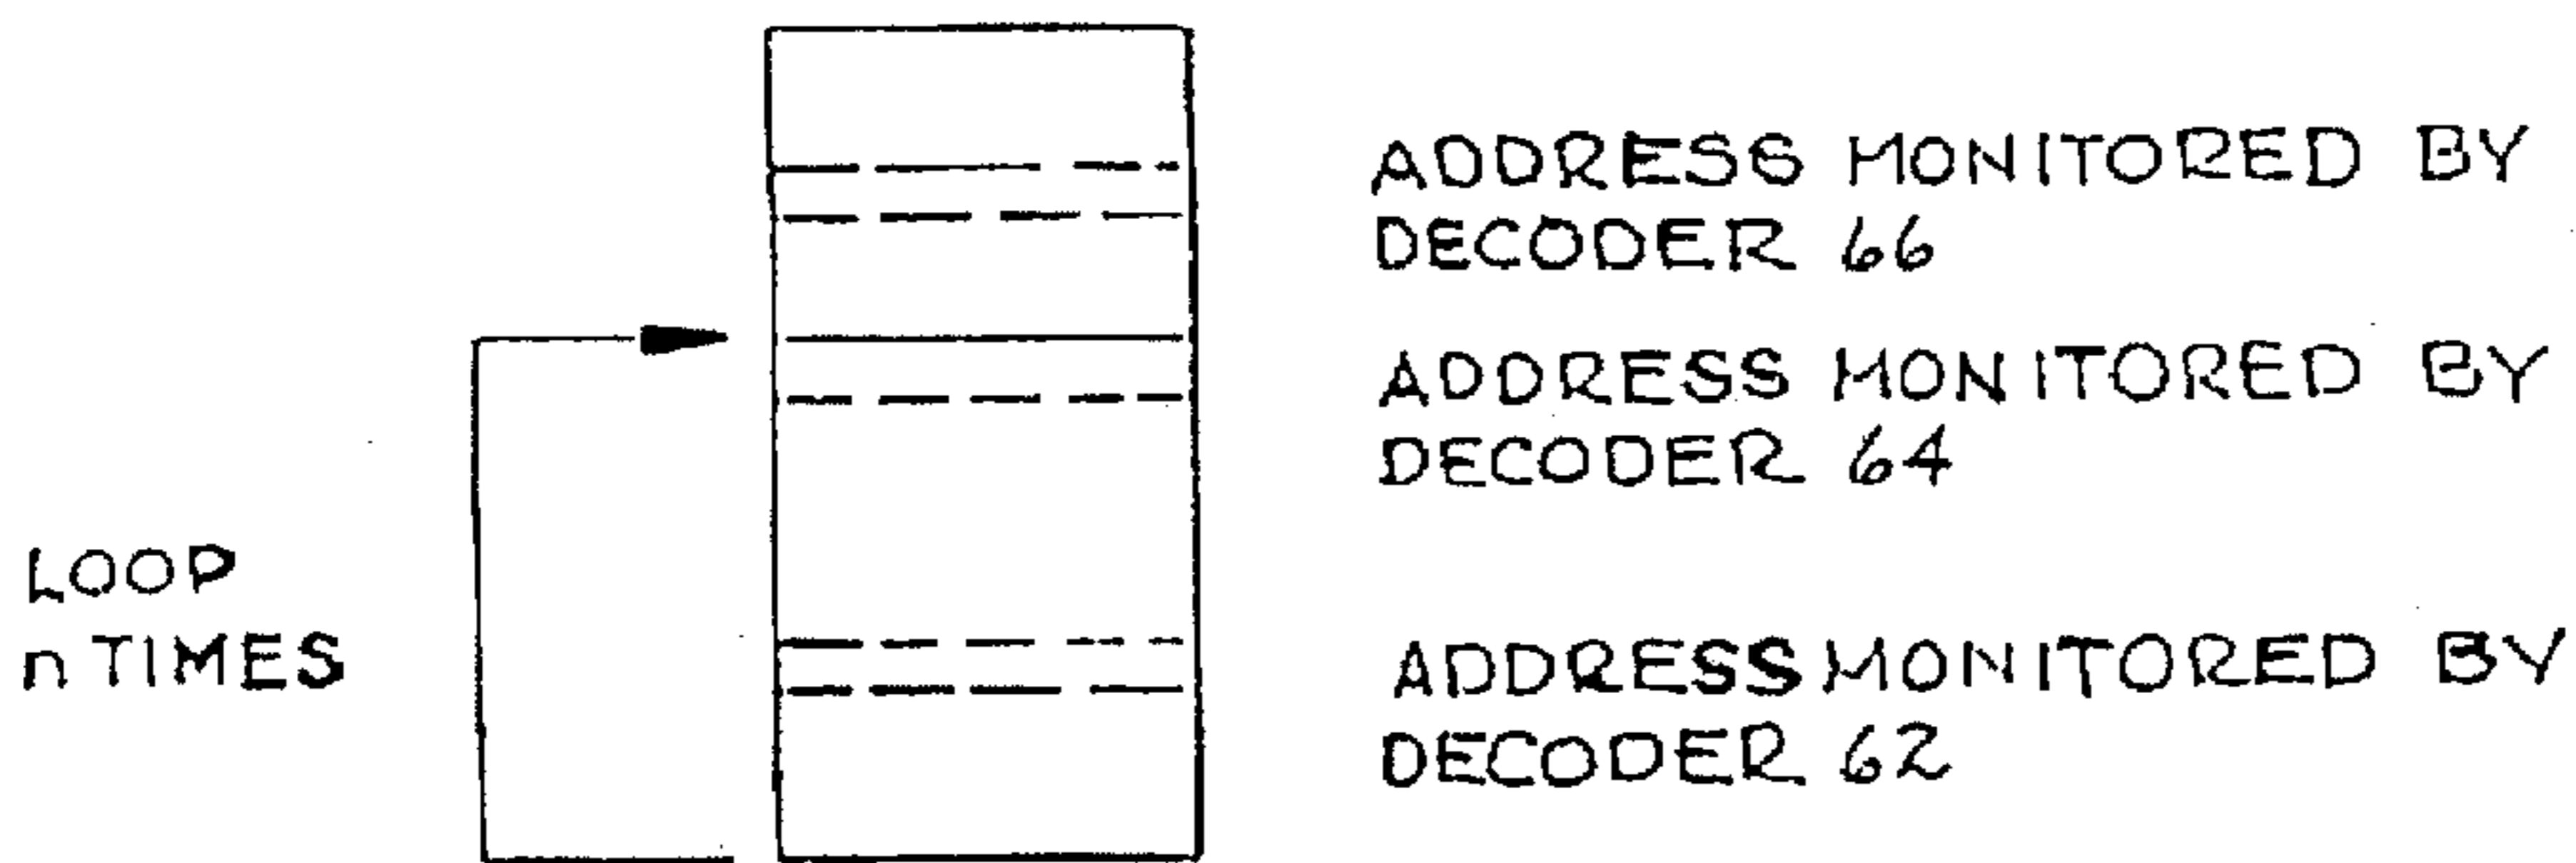 ADDRESS MONITORED BY
DECODER 66
ADDRESS MONITORED BY
DECODER 64
LOOP
n TIMES
ADDRESS MONITORED BY
DECODER 62